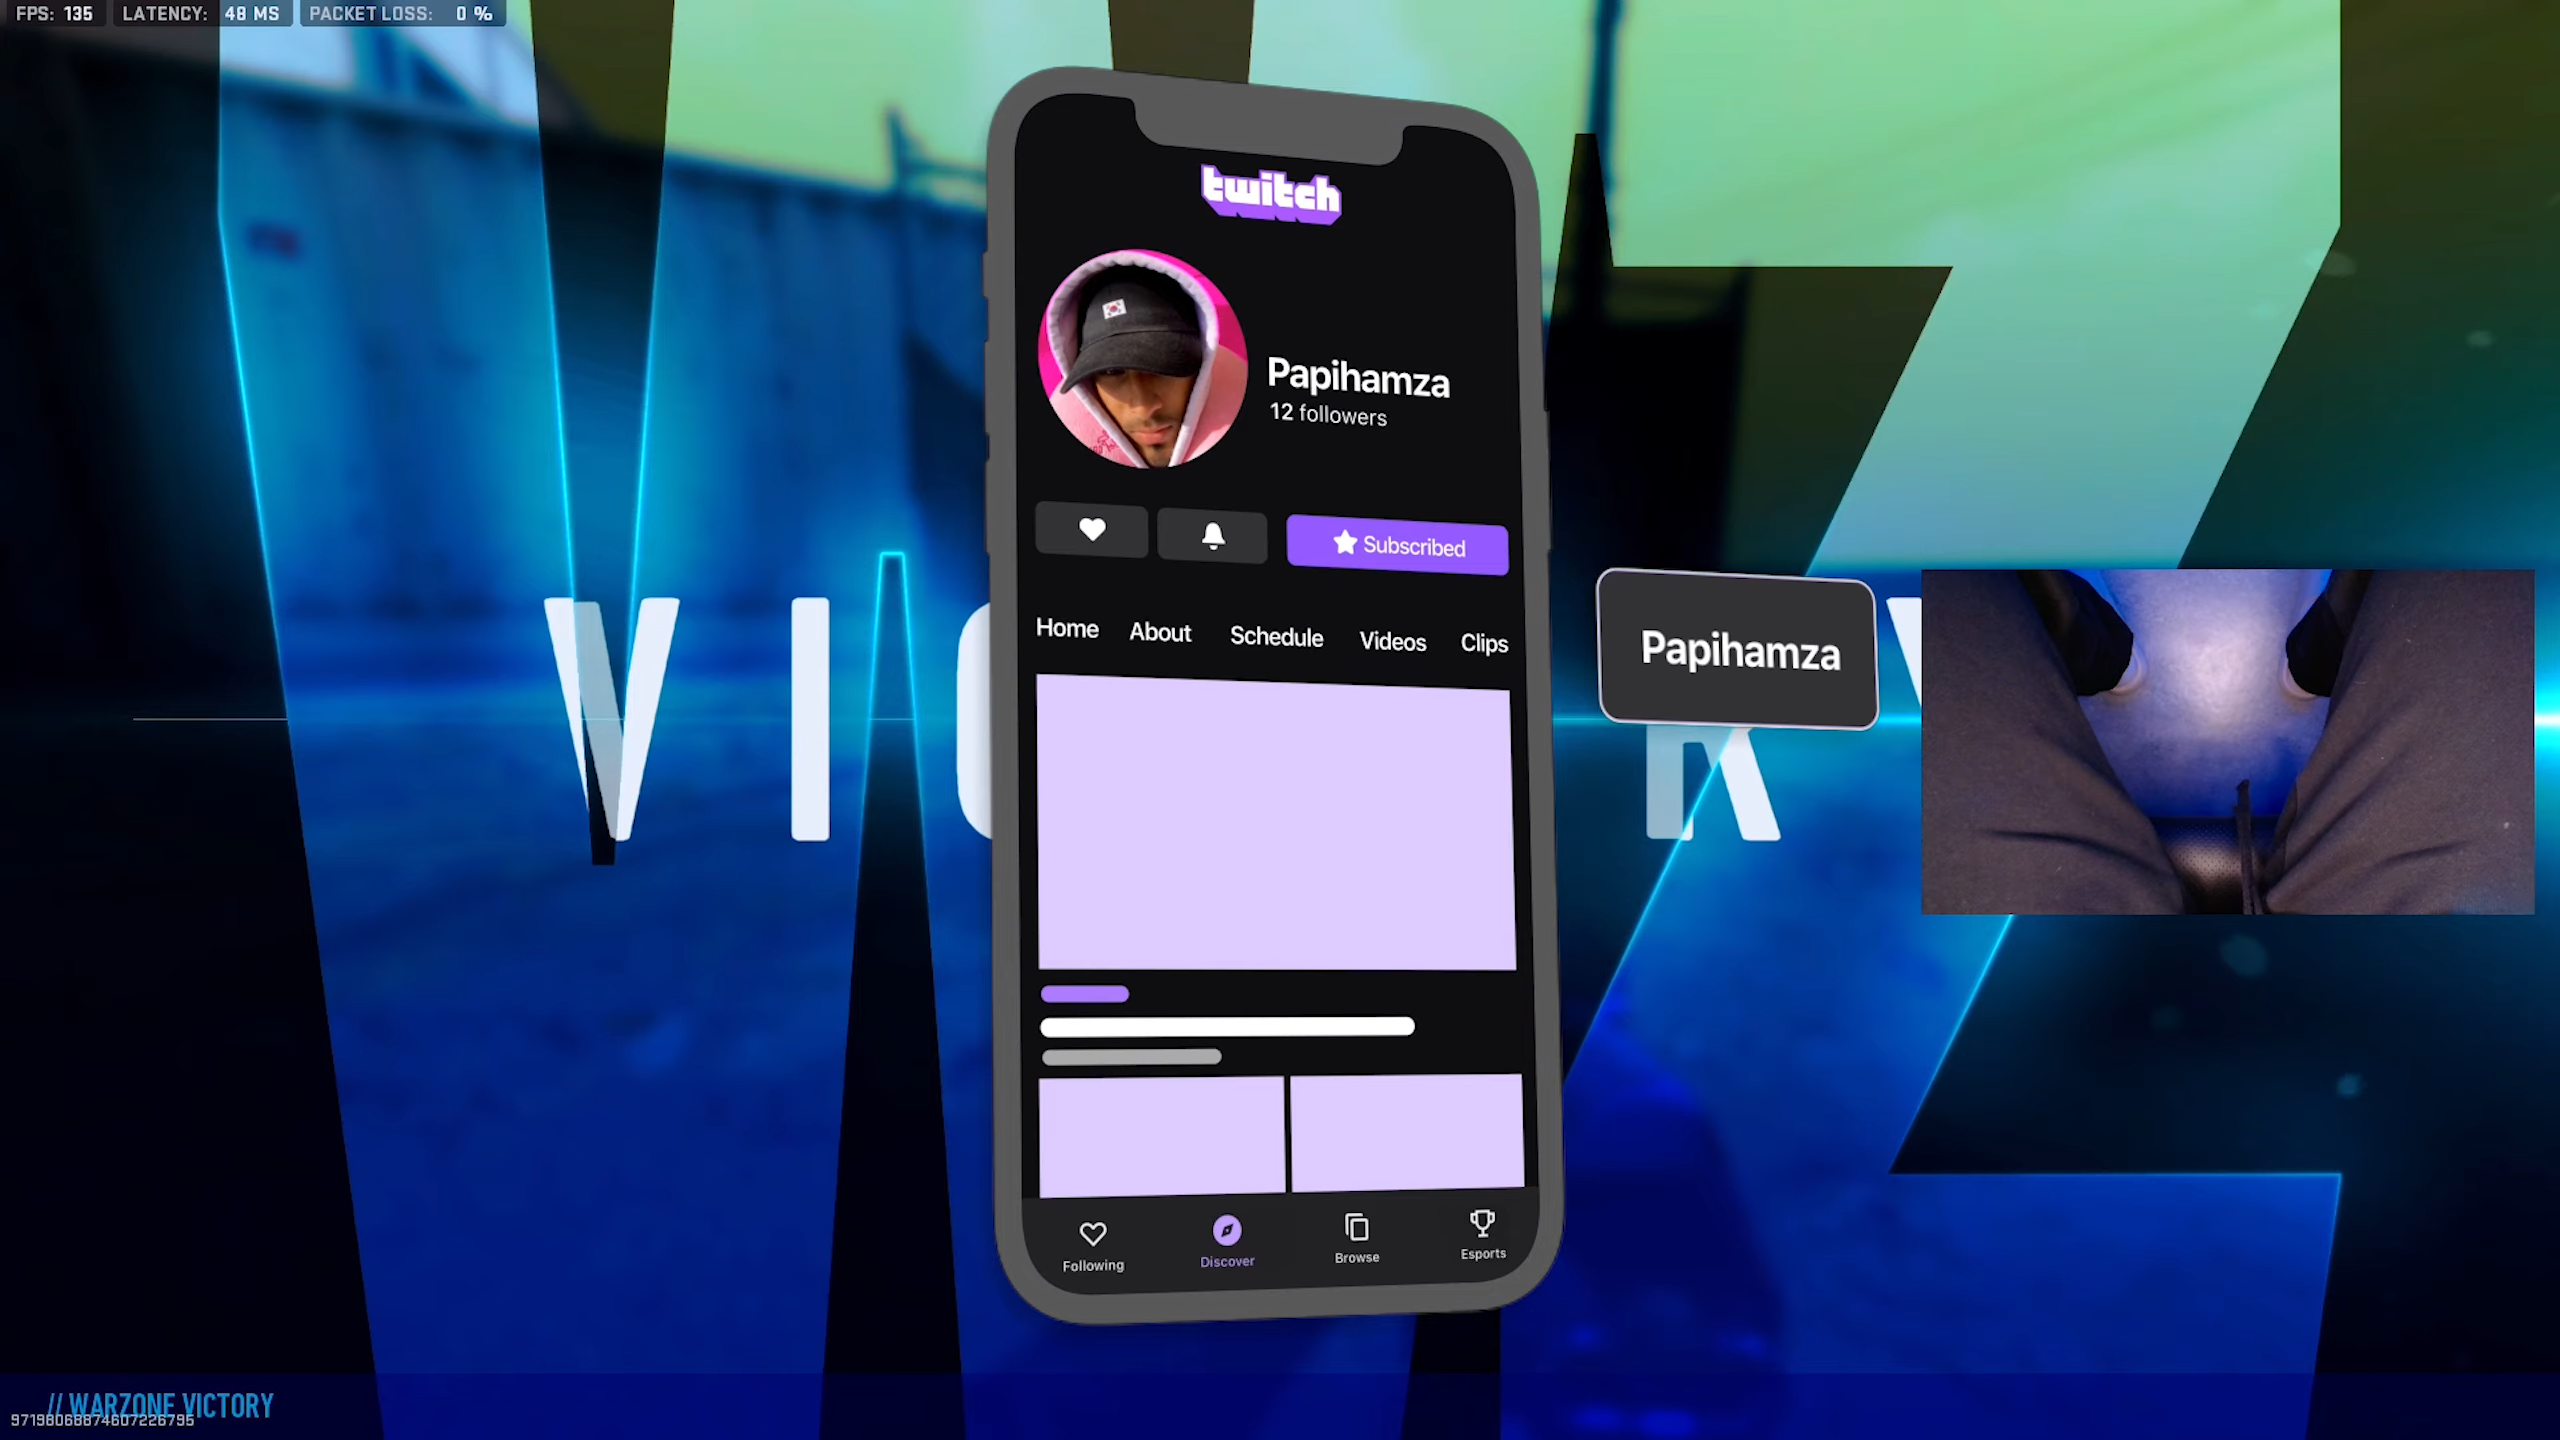 FPS: 135 LATENCY: 48 MS PACKET LOSS: 0 %
twitch
Papihamza
12 followers
Subscribed
Home About Schedule Videos Clips
Papihamza
Following Discover Browse Esports
// WARZONE VICTORY